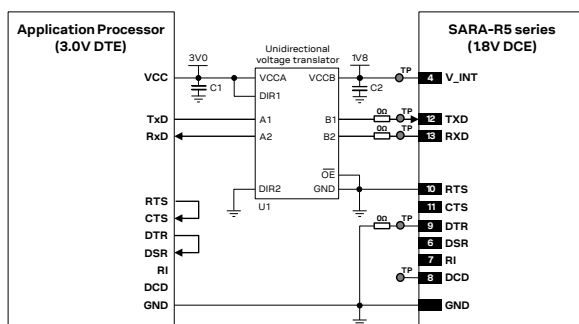 Application Processor
(3.0V DTE)
SARA-R5 series
(1.8V DCE)
Unidirectional
voltage translator
3V0
1V8
TP
VCC
C1
VCCA
VCCB
C2
4
V_INT
DIR1
0Ω
TP
TxD
A1
B1
12
TXD
0Ω
TP
RxD
A2
B2
13
RXD
OE
DIR2
GND
10
RTS
U1
RTS
CTS
11
CTS
0Ω
TP
DTR
9
DTR
DSR
6
DSR
RI
7
RI
TP
DCD
8
DCD
GND
GND